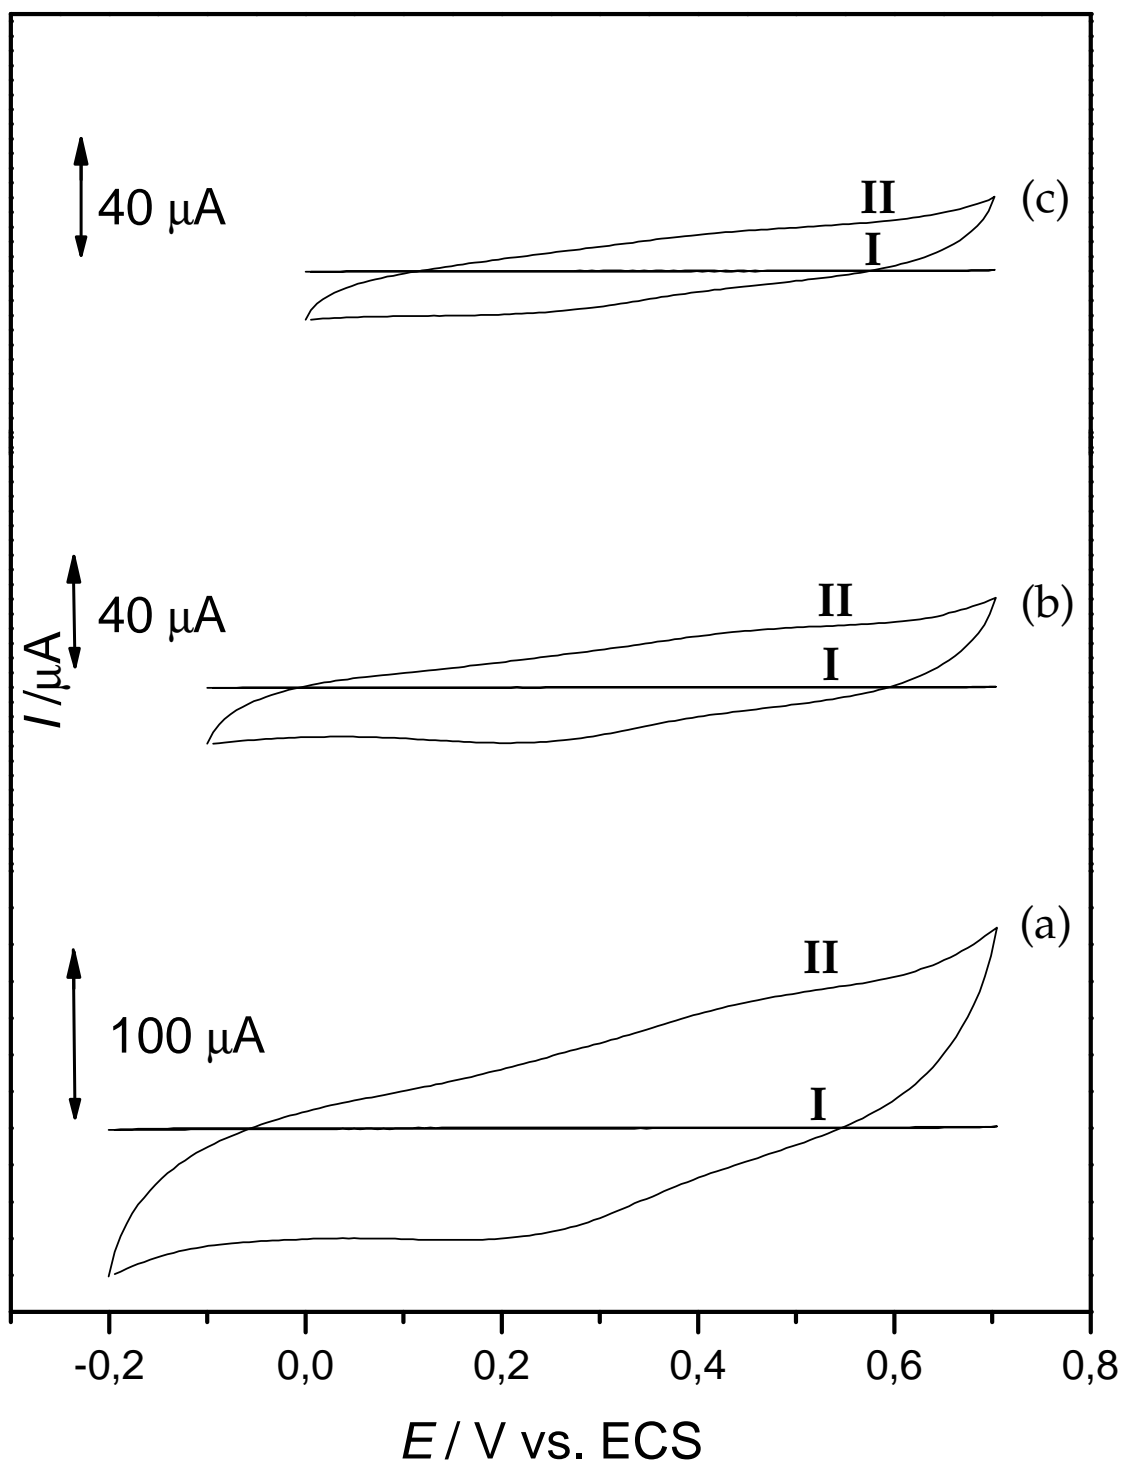 II
(c)
40 μA
I
II
(b)
40 μA
I
I /μA
(a)
II
100 μA
I
-0,2 0,0 0,2 0,4 0,6 0,8
E / V vs. ECS